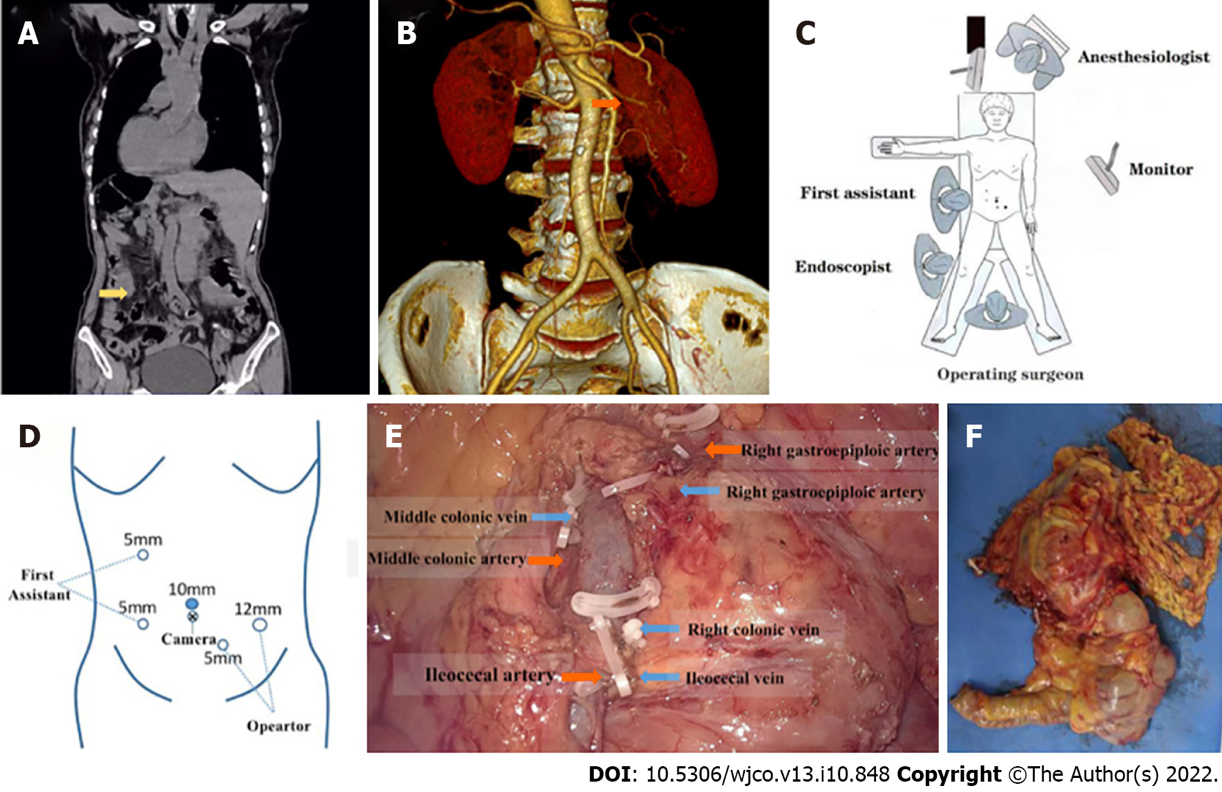 A
B
C
Anesthesiologist
Monitor
First assistant
Endoscopist
Operating surgeon
D
5mm
First
Assistant
10mm
5mm
12mm
Camera
5mm
Opeartor
E
Right gastroepiploic artery
Right gastroepiploic artery
Middle colonic vein
Middle colonic artery
Right colonic vein
Ileocecal artery
Ileocecal vein
F
DOI: 10.5306/wjco.v13.i10.848 Copyright ©The Author(s) 2022.